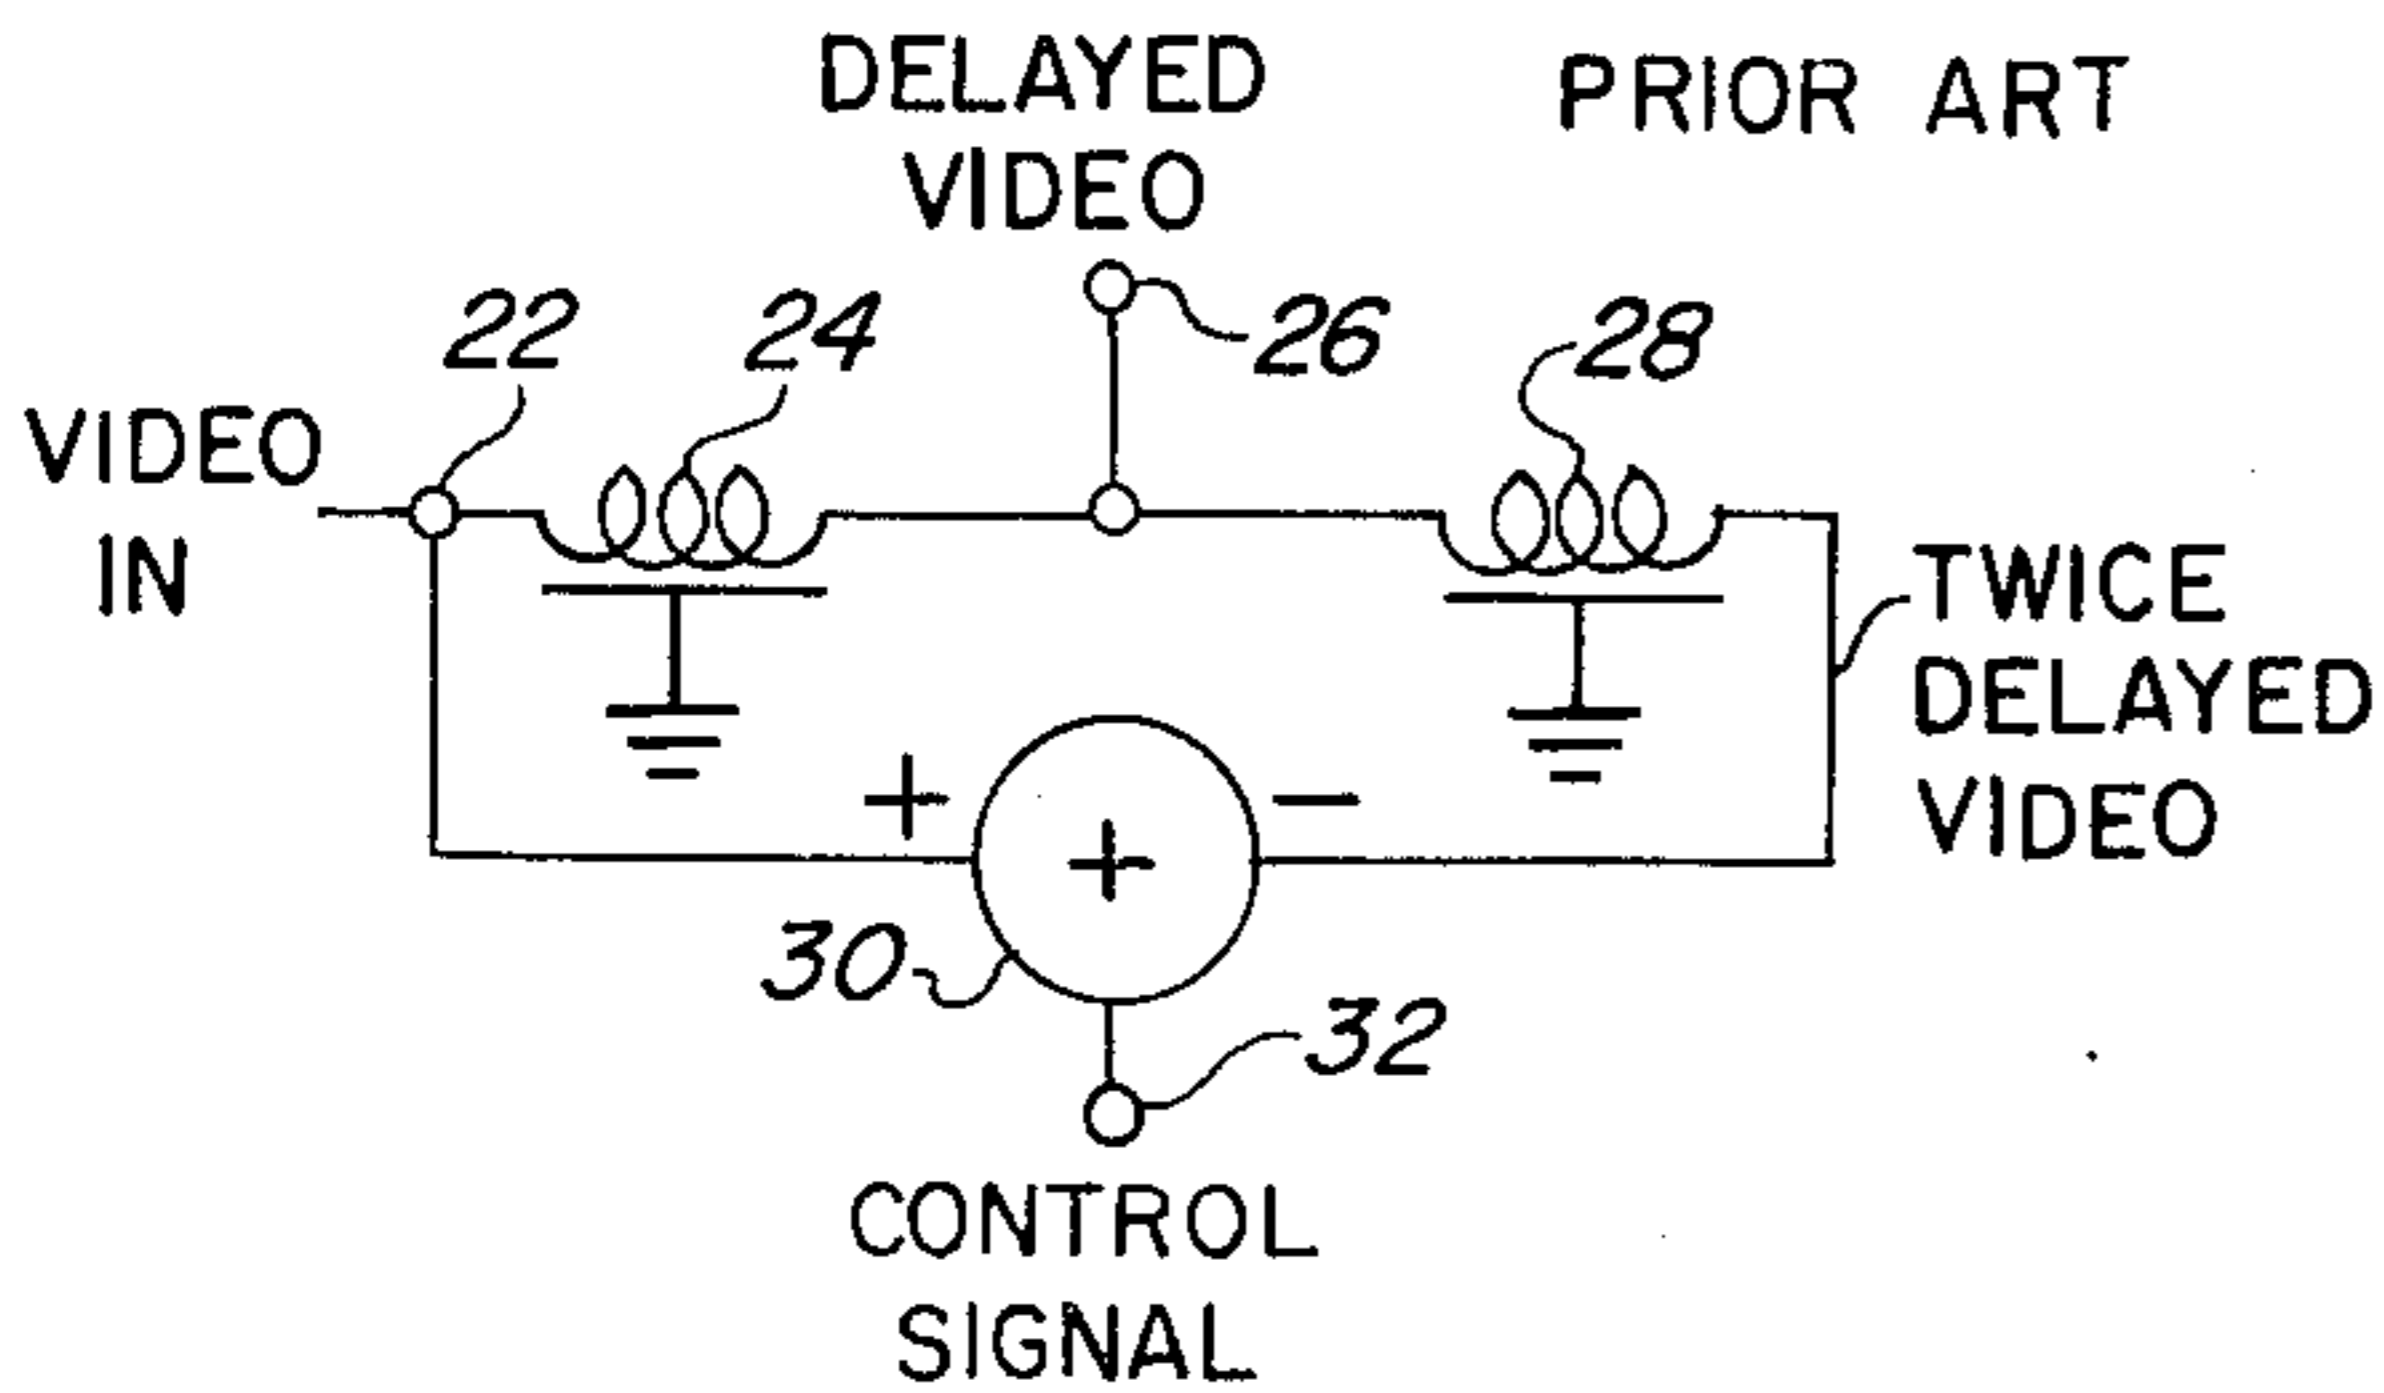 DELAYED
VIDEO
PRIOR ART
22
24
26
28
VIDEO
IN
TWICE
DELAYED
VIDEO
+
+
−
30
32
CONTROL
SIGNAL